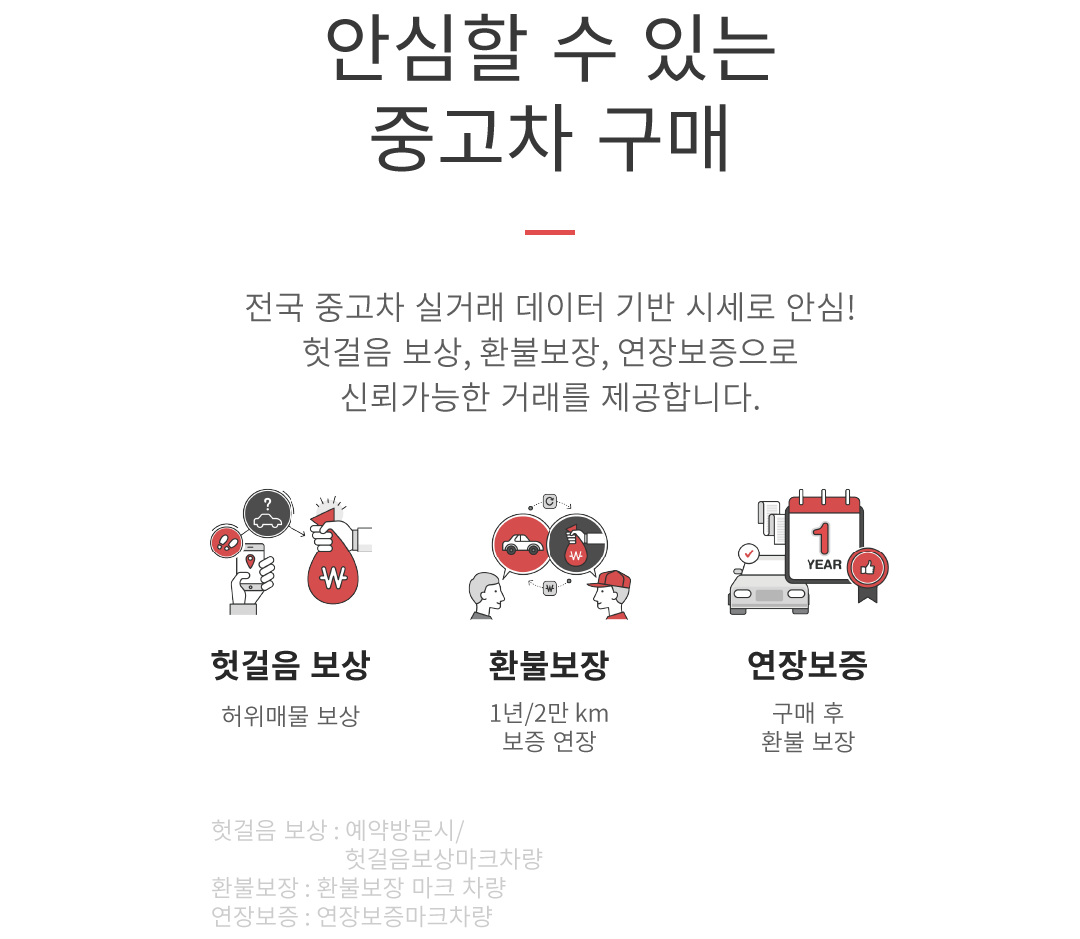 안심할 수 있는
중고차 구매
전국 중고차 실거래 데이터 기반 시세로 안심!
헛걸음 보상, 환불보장, 연장보증으로
신뢰가능한 거래를 제공합니다.
?
₩
₩
₩
1
YEAR
헛걸음 보상
허위매물 보상
환불보장
1년/2만 km
보증 연장
연장보증
구매 후
환불 보장
헛걸음 보상 : 예약방문시/
헛걸음보상마크차량
환불보장 : 환불보장 마크 차량
연장보증 : 연장보증마크차량